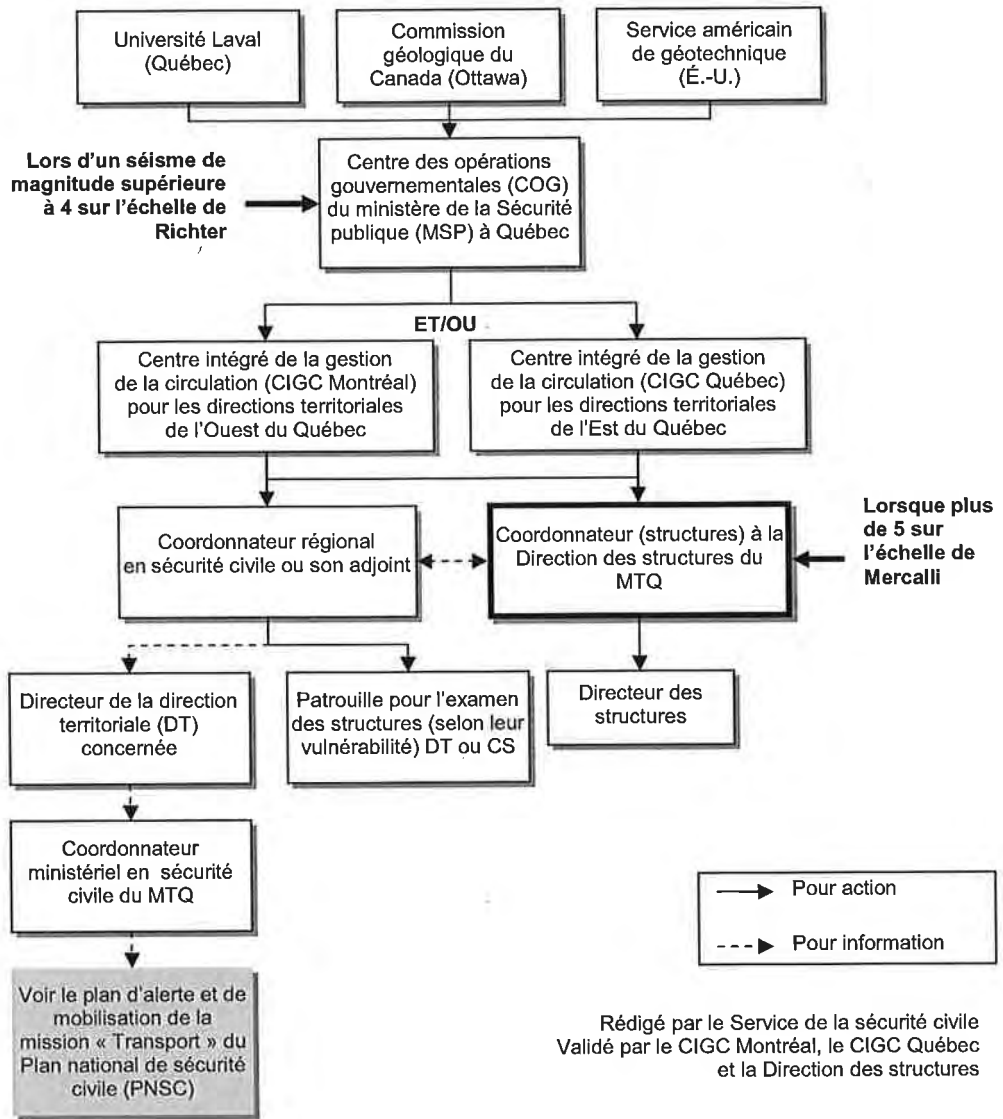 Université Laval
(Québec)
Commission
géologique du
Canada (Ottawa)
Service américain
de géotechnique
(É.-U.)
Lors d'un séisme de
magnitude supérieure
à 4 sur l'échelle de
Richter
Centre des opérations
gouvernementales (COG)
du ministère de la Sécurité
publique (MSP) à Québec
ET/OU
Centre intégré de la gestion
de la circulation (CIGC Montréal)
pour les directions territoriales
de l'Ouest du Québec
Centre intégré de la gestion
de la circulation (CIGC Québec)
pour les directions territoriales
de l'Est du Québec
Coordonnateur régional
en sécurité civile ou son adjoint
Coordonnateur (structures) à la
Direction des structures du
MTQ
Lorsque plus
de 5 sur
l'échelle de
Mercalli
Directeur de la direction
territoriale (DT)
concernée
Patrouille pour l'examen
des structures (selon leur
vulnérabilité) DT ou CS
Directeur des
structures
Coordonnateur
ministériel en sécurité
civile du MTQ
Pour action
Pour information
Voir le plan d'alerte et de
mobilisation de la
mission « Transport » du
Plan national de sécurité
civile (PNSC)
Rédigé par le Service de la sécurité civile
Validé par le CIGC Montréal, le CIGC Québec
et la Direction des structures